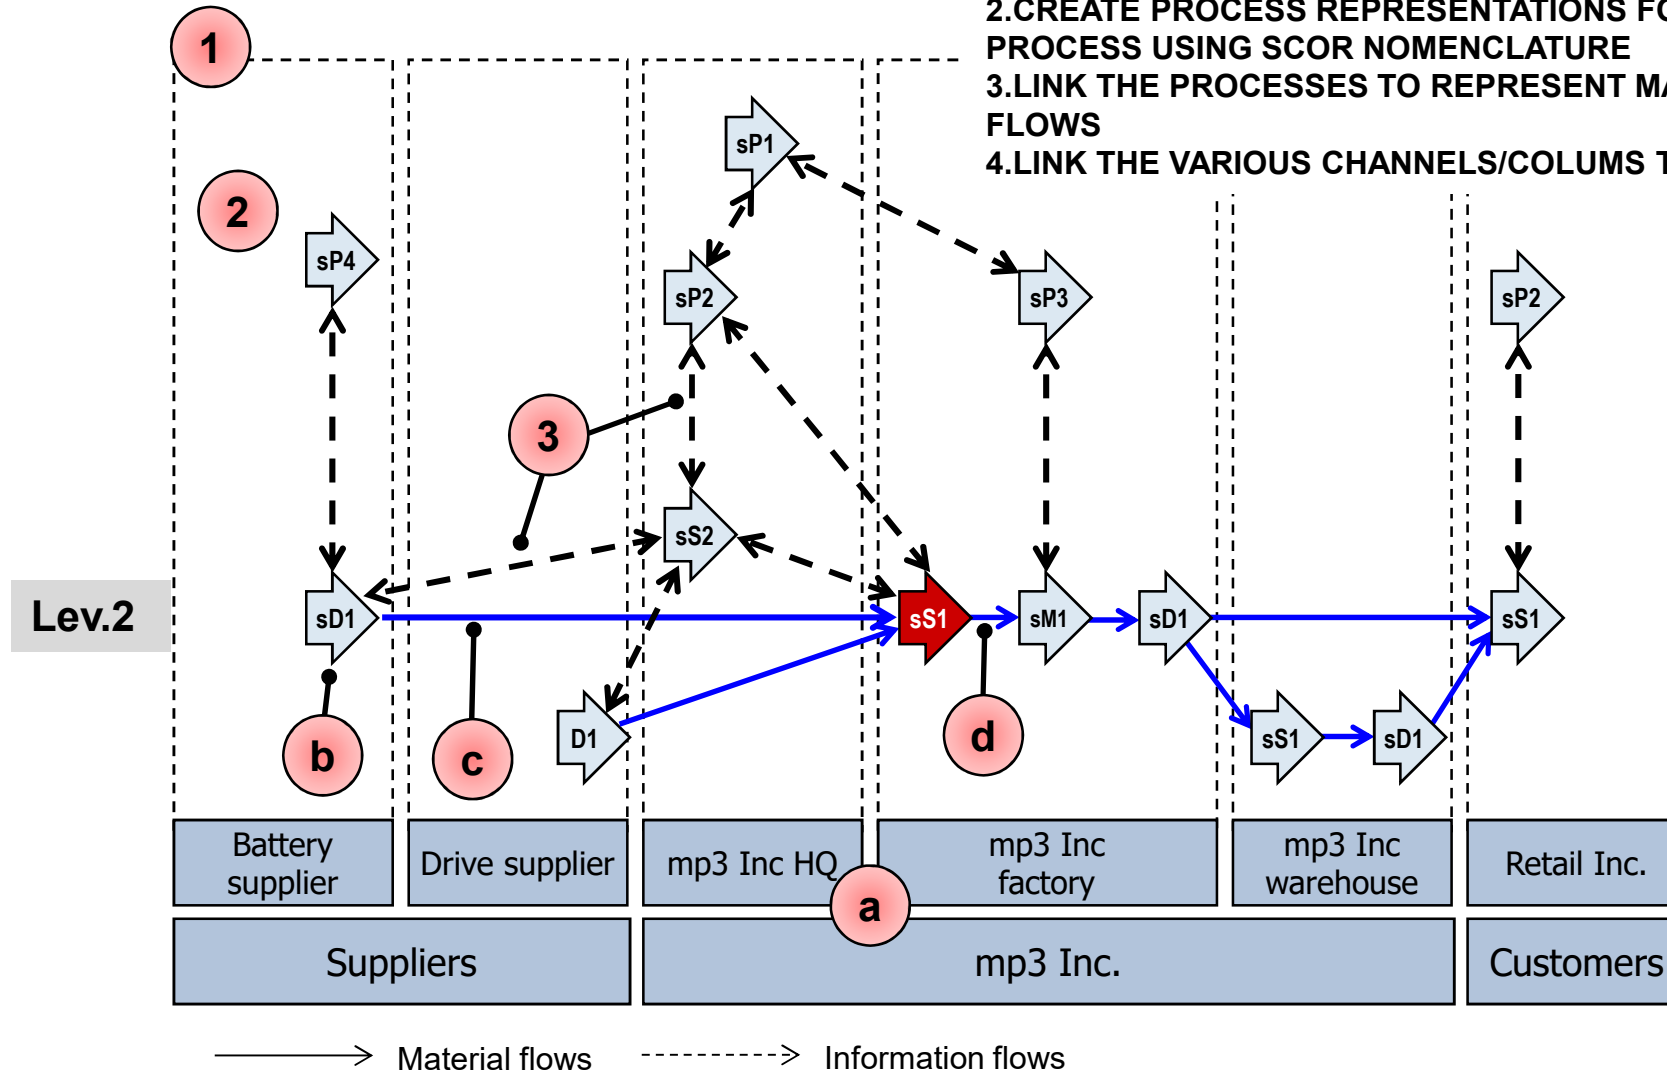 2.CREATE PROCESS REPRESENTATIONS
PROCESS USING SCOR NOMENCLATURE
3.LINK THE PROCESSES TO REPRESENT
FLOWS
4.LINK THE VARIOUS CHANNELS/COLUMS
1
sP1
2
sP4
sP2
sP3
sP2
3
sS2
Lev.2
sD1
sS1
sM1
sD1
sS1
D1
sS1
sD1
b
c
d
Battery
supplier
Drive supplier
mp3 Inc HQ
mp3 Inc
factory
mp3 Inc
warehouse
Retail Inc.
a
Suppliers
mp3 Inc.
Customers
Material flows
Information flows